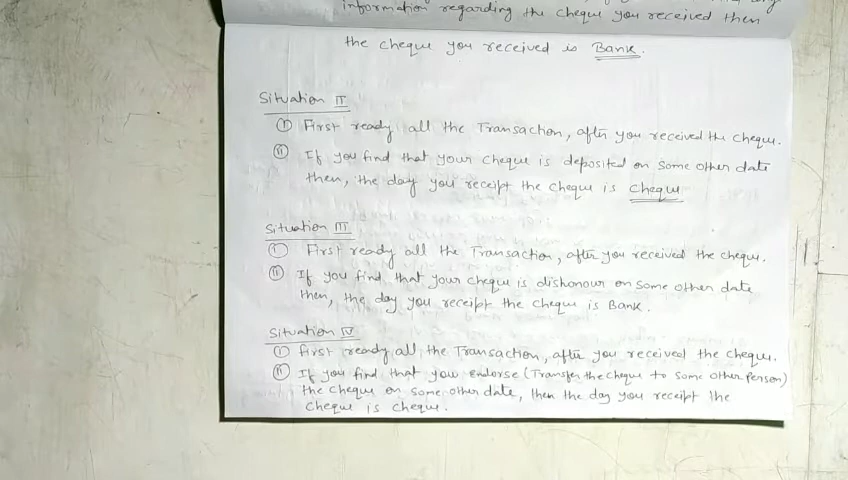 information regarding the cheque you received then
the cheque you received is Bank.
Situation II
(I) First ready all the Transaction, after you received the cheque.
(II) If you find that your cheque is deposited on some other date
then, the day you receipt the cheque is Cheque
Situation III
(I) First ready all the Transaction, after you received the cheque.
(II) If you find that your cheque is dishonour on some other date
then, the day you receipt the cheque is Bank.
Situation IV
(I) First ready all the Transaction, after you received the cheque.
(II) If you find that you endorse (Transfer the cheque to some other person)
the cheque on some other date, then the day you receipt the
cheque is cheque.